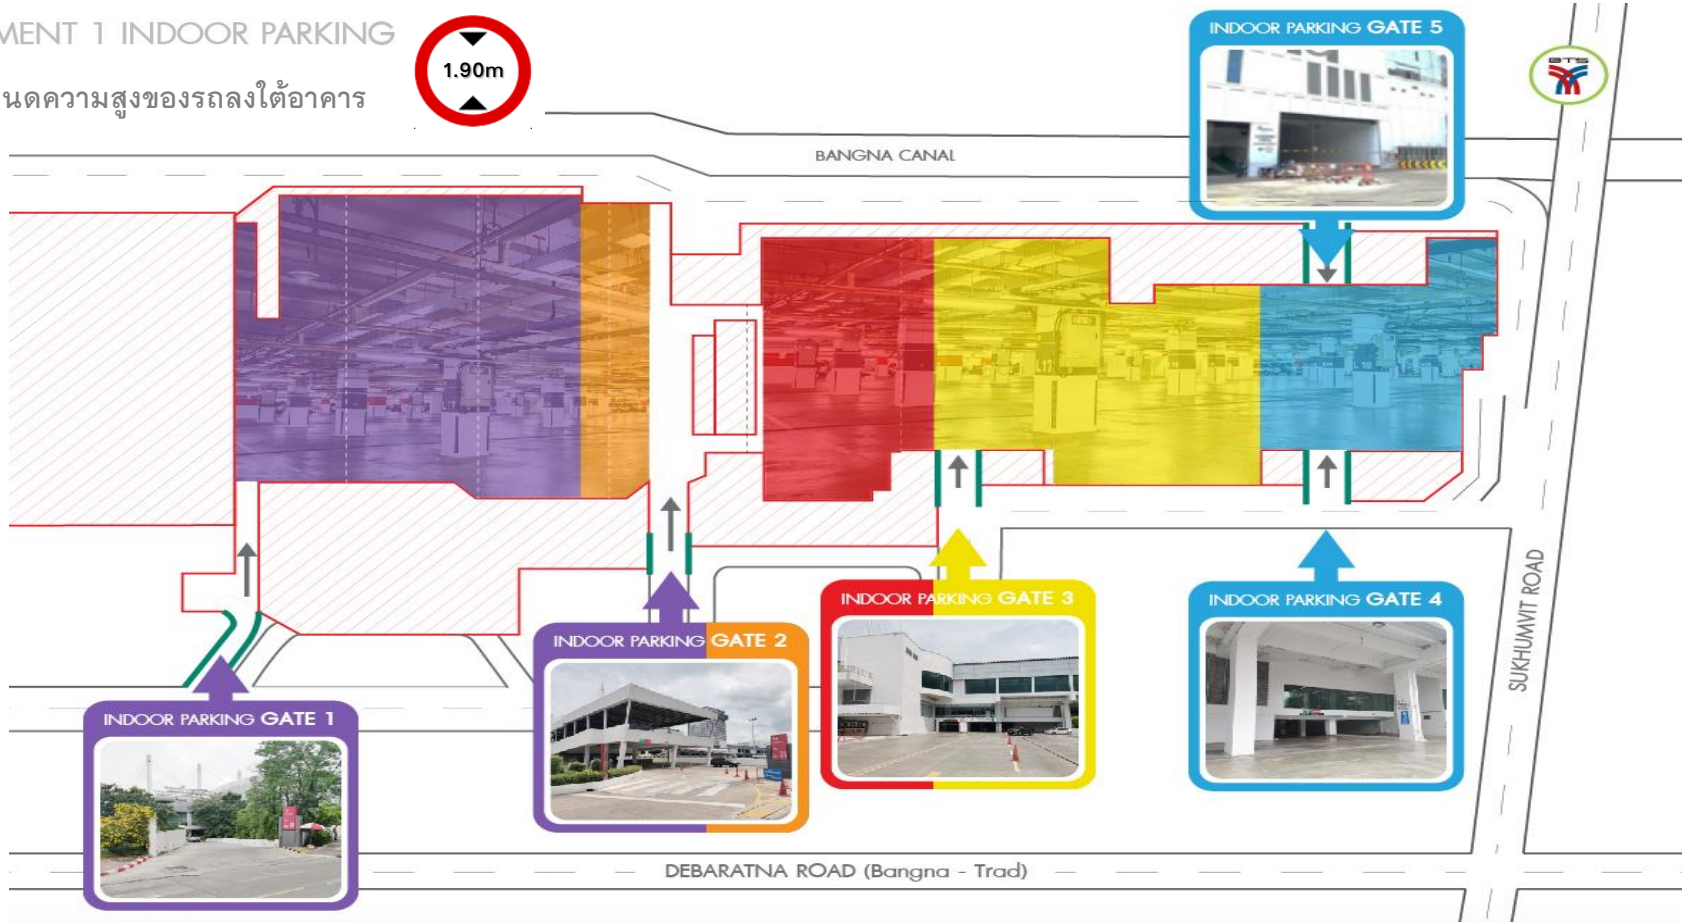 MENT 1 INDOOR PARKING
นดความสูงของรถลงใต้อาคาร
1.90m
INDOOR PARKING GATE 5
BTS
BANGNA CANAL
INDOOR PARKING GATE 3
INDOOR PARKING GATE 4
INDOOR PARKING GATE 2
INDOOR PARKING GATE 1
SUKHUMVIT ROAD
DEBARATNA ROAD (Bangna - Trad)